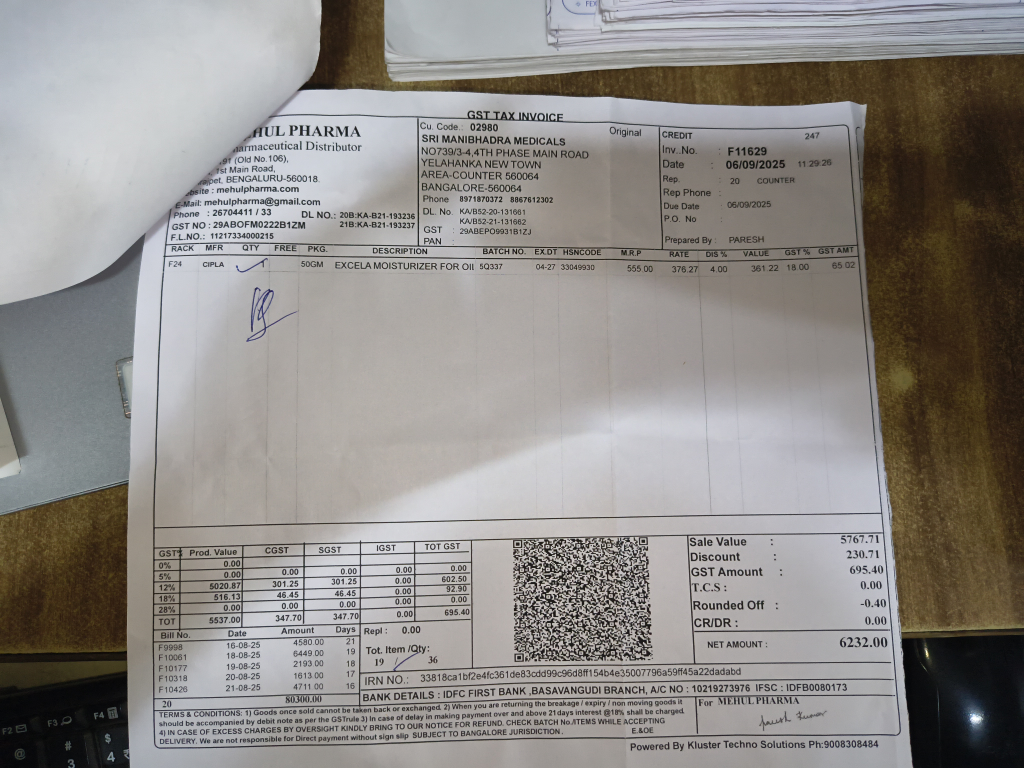 GST TAX INVOICE
HUL PHARMA
armaceutical Distributor
91 (Old No.106),
1st Main Road,
pet, BENGALURU-560018.
site : mehulpharma.com
E-Mail: mehulpharma@gmail.com
Phone : 26704411 / 33
DL NO.: 20B:KA-B21-193236
21B:KA-B21-193237
GST NO : 29ABOFM0222B1ZM
F.L.NO.: 11217334000215
Cu. Code.: 02980
Original
SRI MANIBHADRA MEDICALS
NO739/3-4,4TH PHASE MAIN ROAD
YELAHANKA NEW TOWN
AREA-COUNTER 560064
BANGALORE-560064
Phone 8971870372 8867612302
DL. No. KA/B52-20-131661
KA/B52-21-131662
GST : 29ABEPO9931B1ZJ
PAN :
CREDIT 247
Inv..No. : F11629
Date : 06/09/2025 11:29:26
Rep. : 20 COUNTER
Rep Phone :
Due Date : 06/09/2025
P.O. No :
Prepared By : PARESH
RACK MFR QTY FREE PKG. DESCRIPTION BATCH NO. EX.DT HSNCODE M.R.P RATE DIS % VALUE GST % GST AMT
F24 CIPLA 50GM EXCELA MOISTURIZER FOR OII 5Q337 04-27 33049930 555.00 376.27 4.00 361.22 18.00 65.02
GST% Prod. Value CGST SGST IGST TOT GST
0% 0.00
5% 0.00 0.00 0.00 0.00 0.00
12% 5020.87 301.25 301.25 0.00 602.50
18% 516.13 46.45 46.45 0.00 92.90
28% 0.00 0.00 0.00 0.00 0.00
TOT 5537.00 347.70 347.70 0.00 695.40
Bill No. Date Amount Days
F9998 16-08-25 4580.00 21
F10061 18-08-25 6449.00 19
F10177 19-08-25 2193.00 18
F10318 20-08-25 1613.00 17
F10426 21-08-25 4711.00 16
20 80300.00
Repl : 0.00
Tot. Item /Qty:
19 36
Sale Value : 5767.71
Discount : 230.71
GST Amount : 695.40
T.C.S : 0.00
Rounded Off : -0.40
CR/DR : 0.00
NET AMOUNT : 6232.00
IRN NO.: 33818ca1bf2e4fc361de83cdd99c96d8ff154b4e35007796a59ff45a22dadabd
BANK DETAILS : IDFC FIRST BANK ,BASAVANGUDI BRANCH, A/C NO : 10219273976 IFSC : IDFB0080173
TERMS & CONDITIONS: 1) Goods once sold cannot be taken back or exchanged. 2) When you are returning the breakage / expiry / non moving goods it
should be accompanied by debit note as per the GSTrule 3) In case of delay in making payment over and above 21 days interest @18% shall be charged.
4) IN CASE OF EXCESS CHARGES BY OVERSIGHT KINDLY BRING TO OUR NOTICE FOR REFUND. CHECK BATCH No.ITEMS WHILE ACCEPTING
DELIVERY. We are not responsible for Direct payment without sign slip SUBJECT TO BANGALORE JURISDICTION.
E.&OE
For MEHUL PHARMA
Powered By Kluster Techno Solutions Ph:9008308484
F2
F3
F4
@
#
3
$
4